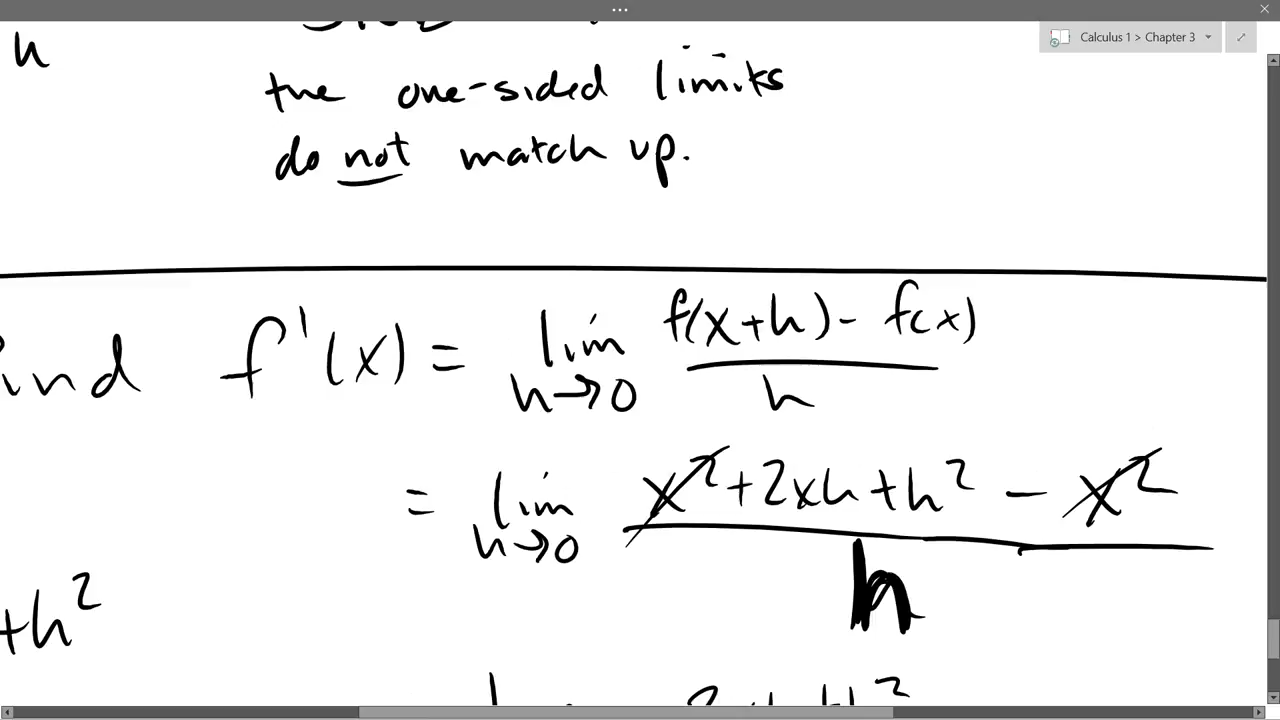 Calculus 1 > Chapter 3
h
the one-sided limits
do not match up.
find f'(x) = lim h→0 f(x+h) - f(x) / h
= lim h→0 x² + 2xh + h² - x² / h
+h²